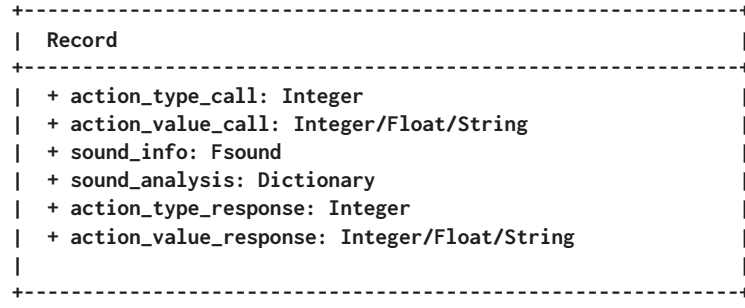 +--------------------------------------------------------------+
| Record |
+--------------------------------------------------------------+
| + action_type_call: Integer |
| + action_value_call: Integer/Float/String |
| + sound_info: Fsound |
| + sound_analysis: Dictionary |
| + action_type_response: Integer |
| + action_value_response: Integer/Float/String |
| |
+--------------------------------------------------------------+